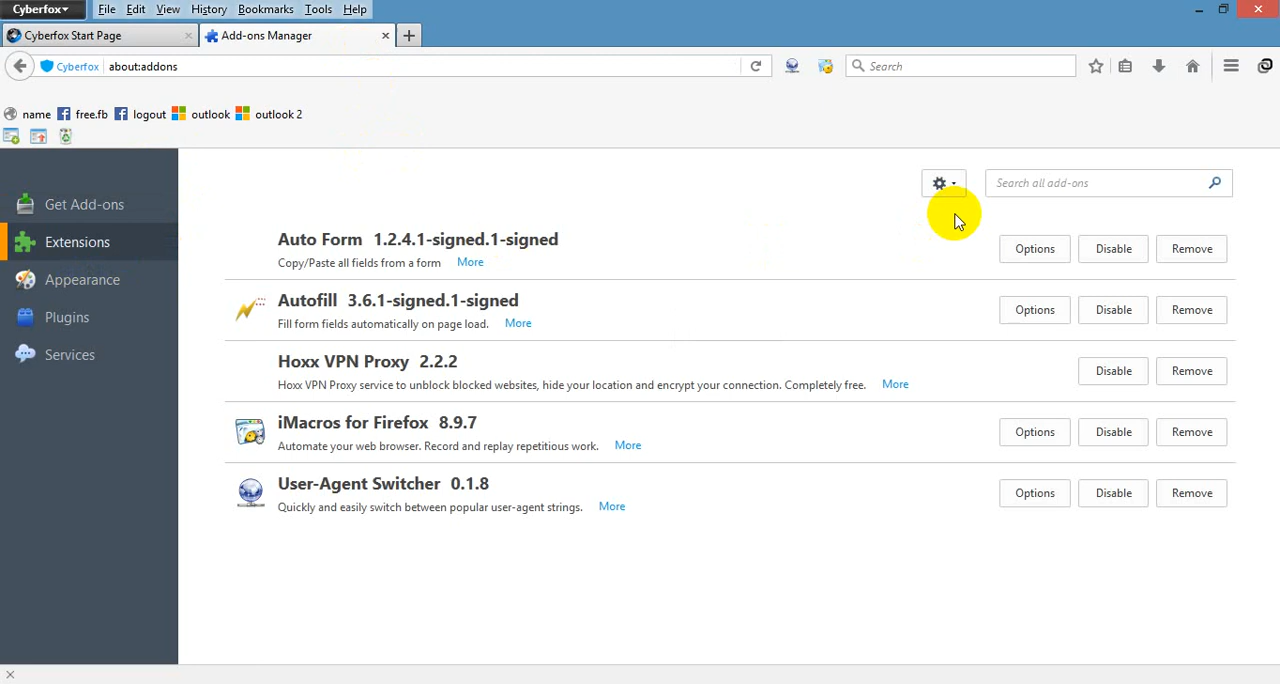 Cyberfox File Edit View History Bookmarks Tools Help
Cyberfox Start Page Add-ons Manager
Cyberfox about:addons Search
name free.fb logout outlook outlook 2
Search all add-ons
Get Add-ons
Extensions
Appearance
Plugins
Services
Auto Form 1.2.4.1-signed.1-signed
Copy/Paste all fields from a form More
Options Disable Remove
Autofill 3.6.1-signed.1-signed
Fill form fields automatically on page load. More
Options Disable Remove
Hoxx VPN Proxy 2.2.2
Hoxx VPN Proxy service to unblock blocked websites, hide your location and encrypt your connection. Completely free. More
Disable Remove
iMacros for Firefox 8.9.7
Automate your web browser. Record and replay repetitious work. More
Options Disable Remove
User-Agent Switcher 0.1.8
Quickly and easily switch between popular user-agent strings. More
Options Disable Remove